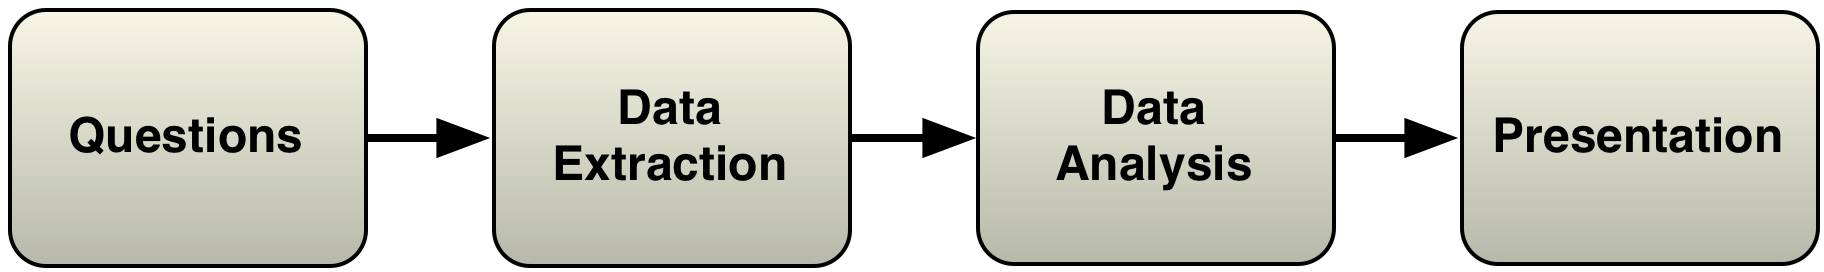 Questions
Data
Extraction
Data
Analysis
Presentation